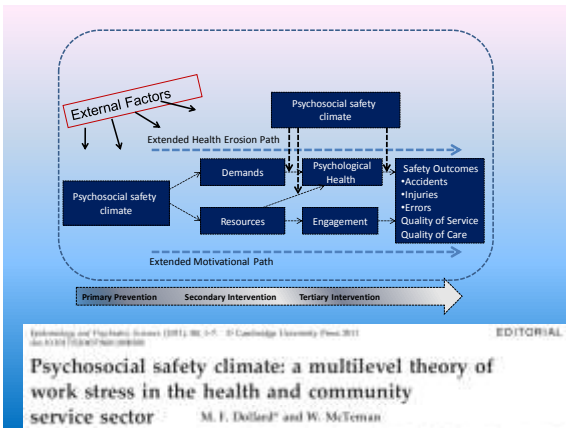 External Factors
Psychosocial safety
climate
Extended Health Erosion Path
Demands
Psychological
Health
Safety Outcomes
•Accidents
•Injuries
•Errors
Quality of Service
Quality of Care
Psychosocial safety
climate
Resources
Engagement
Extended Motivational Path
Primary Prevention
Secondary Intervention
Tertiary Intervention
EDITORIAL
Psychosocial safety climate: a multilevel theory of
work stress in the health and community
service sector
M. F. Dollard* and W. McTernan